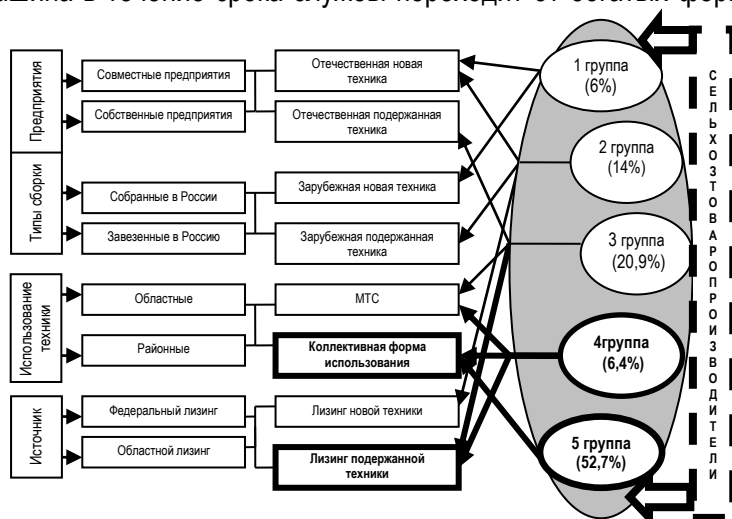 ашина в течение срока службы переходит от богатых ферм
Предприятия
Совместные предприятия
Собственные предприятия
Отечественная новая
техника
Отечественная подержанная
техника
Типы сборки
Собранные в России
Завезенные в Россию
Зарубежная новая техника
Зарубежная подержанная
техника
Использование
техники
Областные
Районные
МТС
Коллективная форма
использования
Источник
Федеральный лизинг
Областной лизинг
Лизинг новой техники
Лизинг подержанной
техники
1 группа
(6%)
2 группа
(14%)
3 группа
(20,9%)
4группа
(6,4%)
5 группа
(52,7%)
СЕЛЬХОЗТОВАРОПРОИЗВОДИТЕЛИ